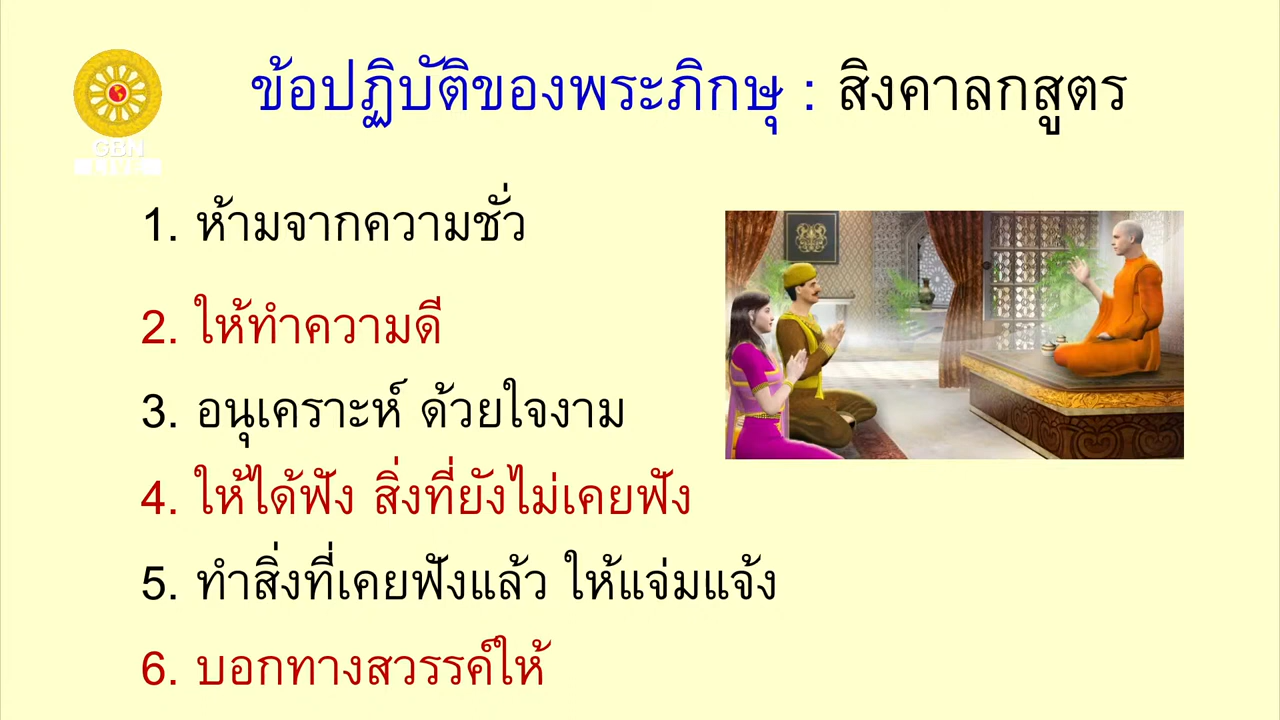 ข้อปฏิบัติของพระภิกษุ : สิงคาลกสูตร
GBN
1. ห้ามจากความชั่ว
2. ให้ทำความดี
3. อนุเคราะห์ ด้วยใจงาม
4. ให้ได้ฟัง สิ่งที่ยังไม่เคยฟัง
5. ทำสิ่งที่เคยฟังแล้ว ให้แจ่มแจ้ง
6. บอกทางสวรรค์ให้